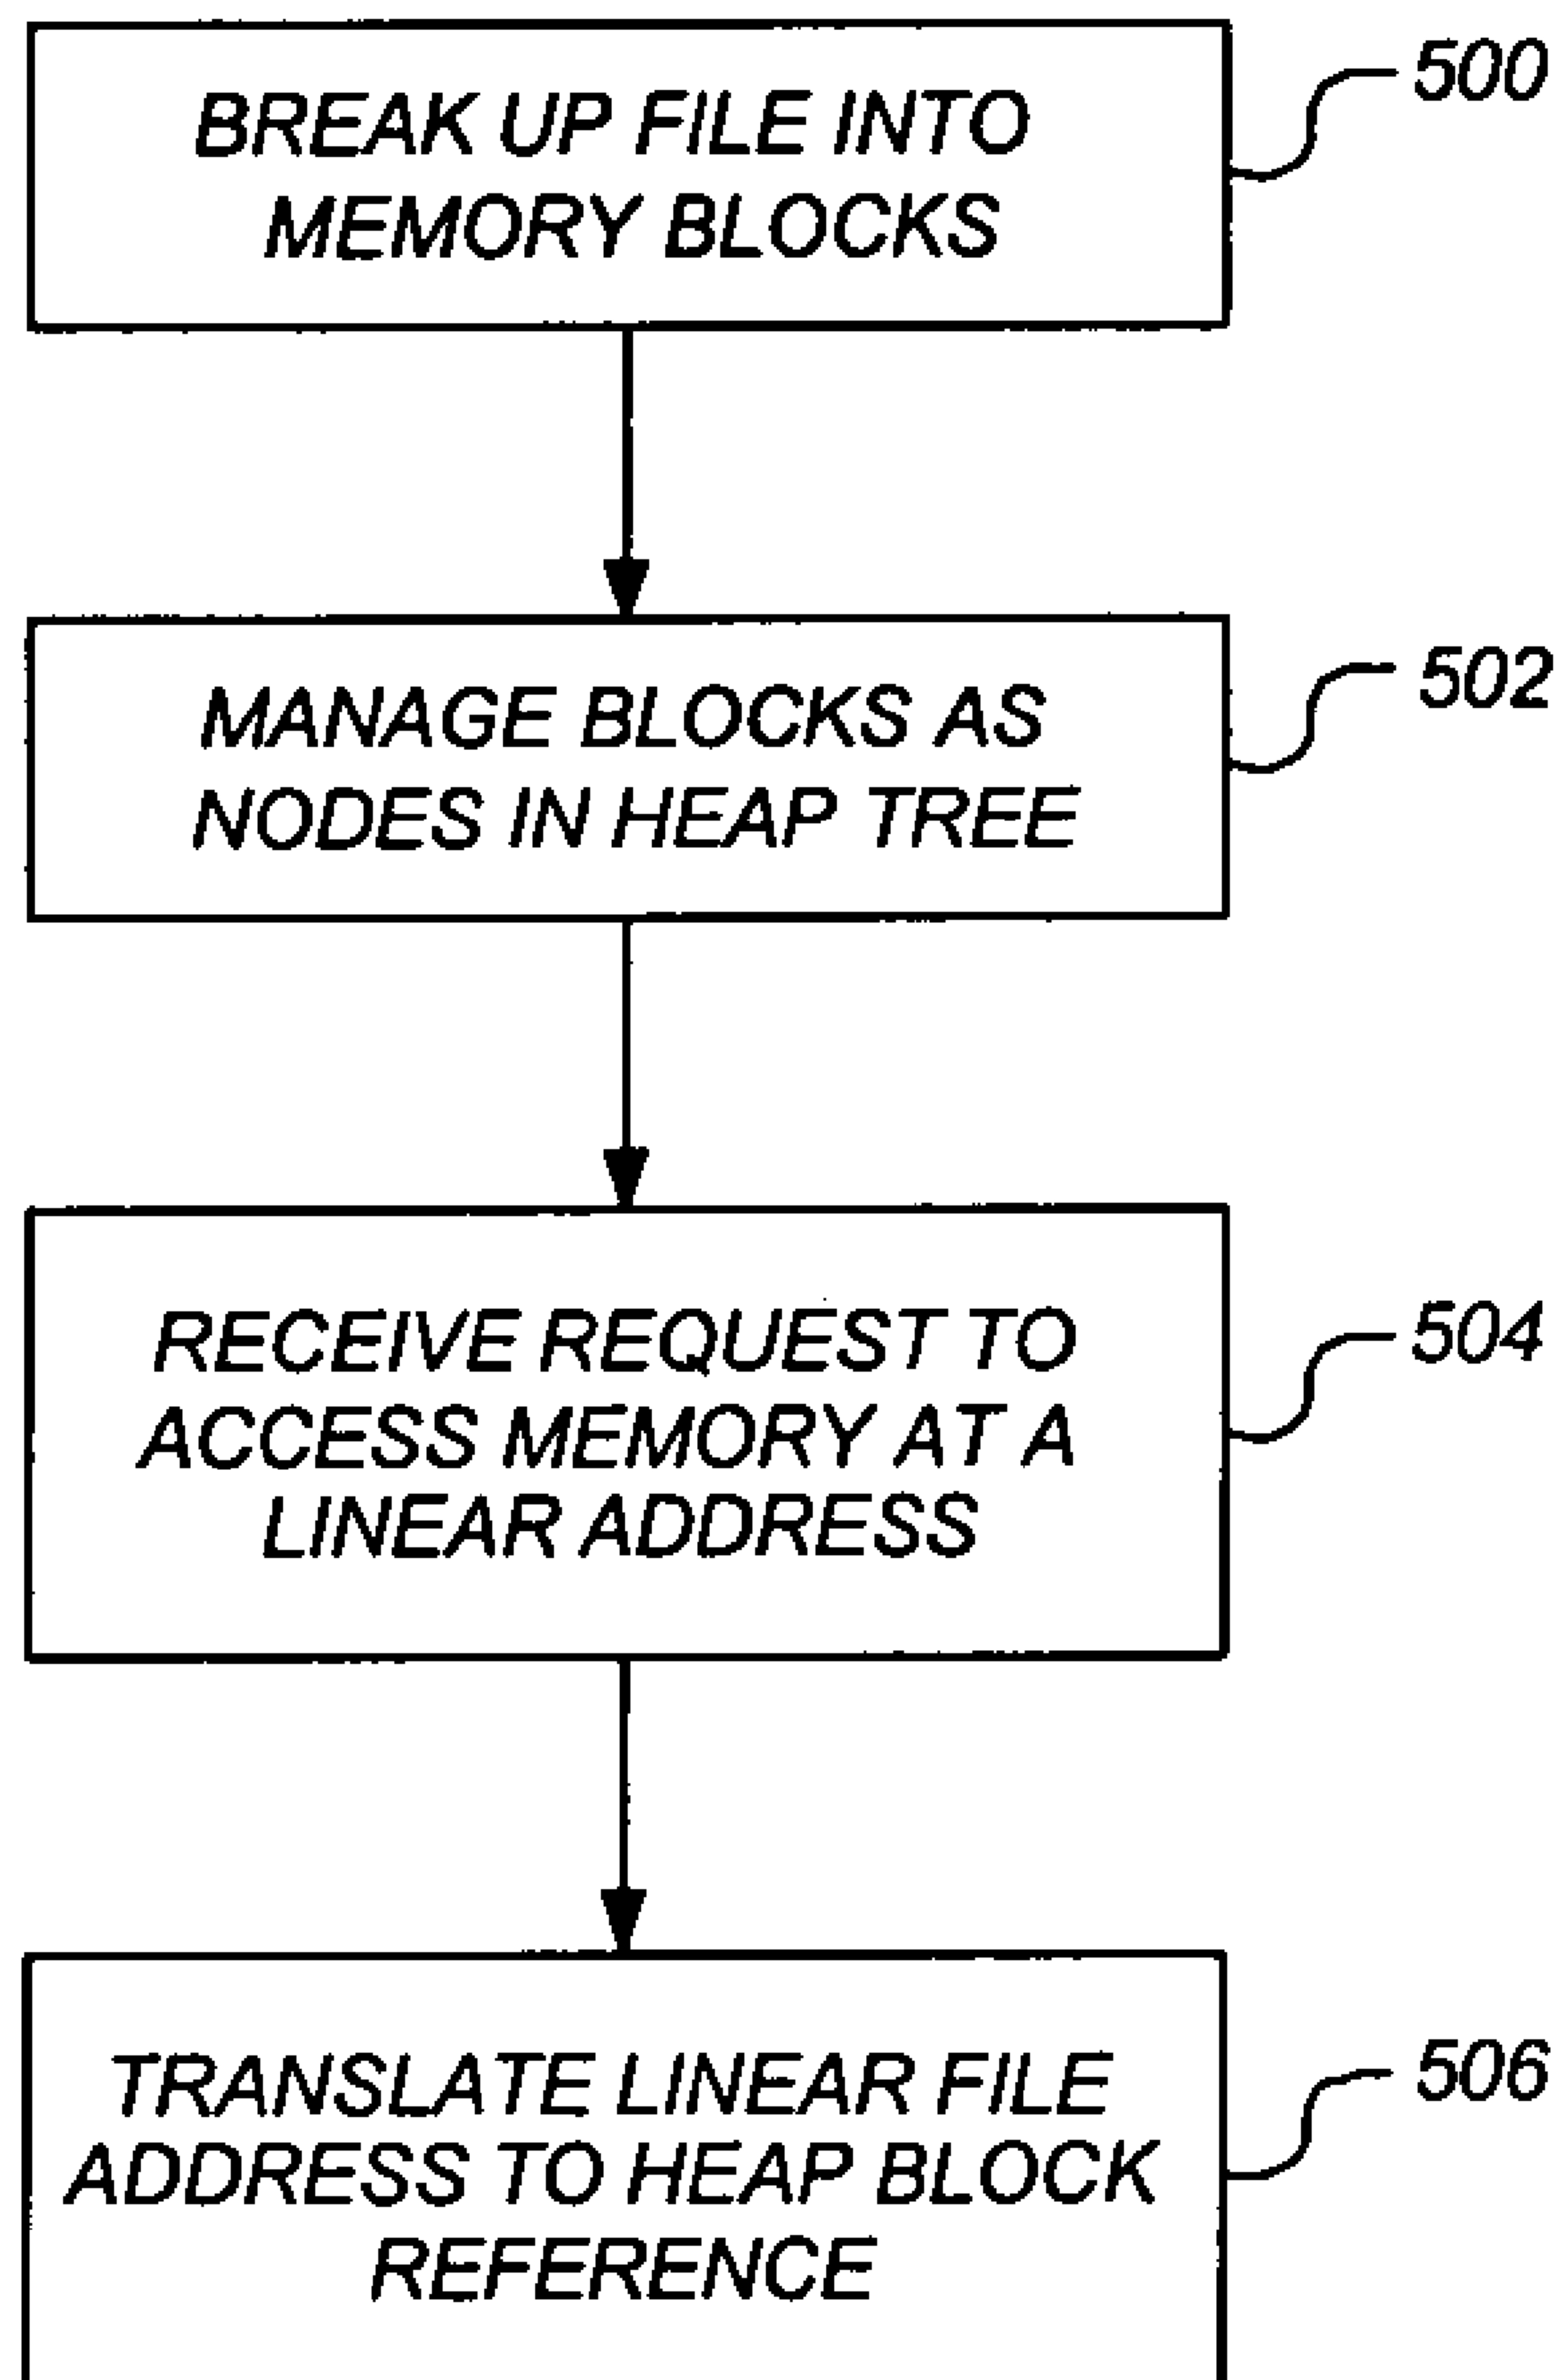 BREAK UP FILE INTO
MEMORY BLOCKS
500
MANAGE BLOCKS AS
NODES IN HEAP TREE
502
RECEIVE REQUEST TO
ACCESS MEMORY AT A
LINEAR ADDRESS
504
TRANSLATE LINEAR FILE
ADDRESS TO HEAP BLOCK
REFERENCE
506